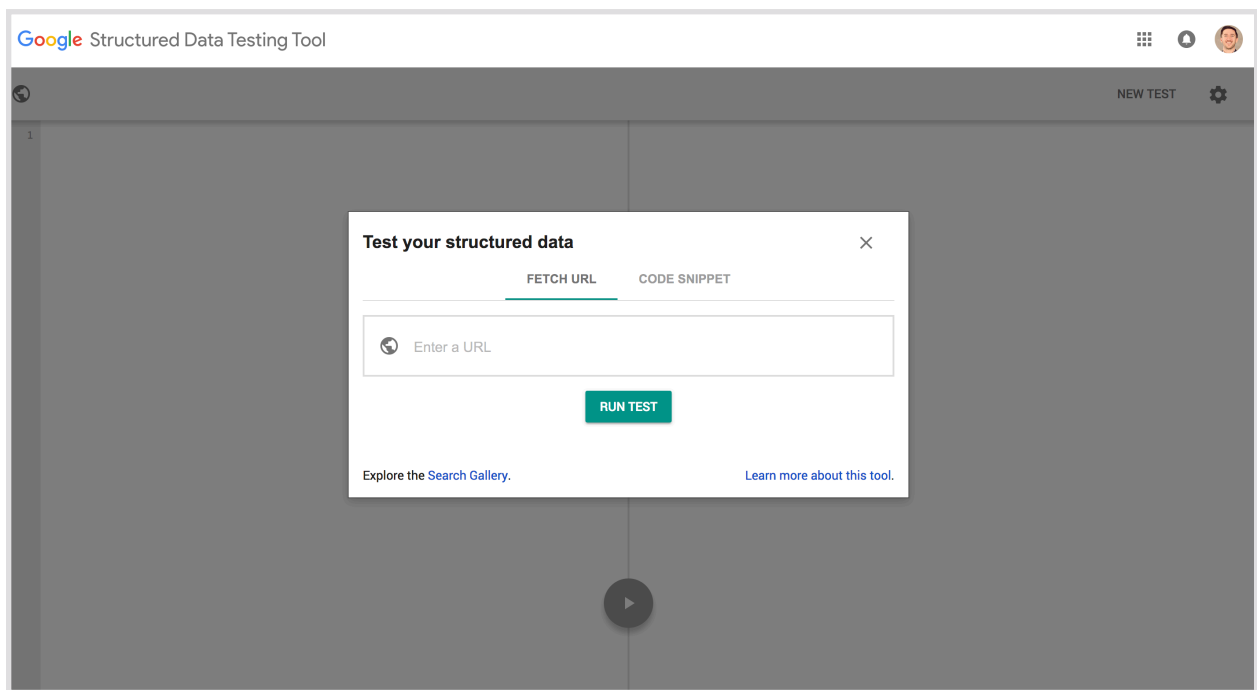 Google Structured Data Testing Tool
NEW TEST
1
Test your structured data
FETCH URL
CODE SNIPPET
Enter a URL
RUN TEST
Explore the Search Gallery.
Learn more about this tool.